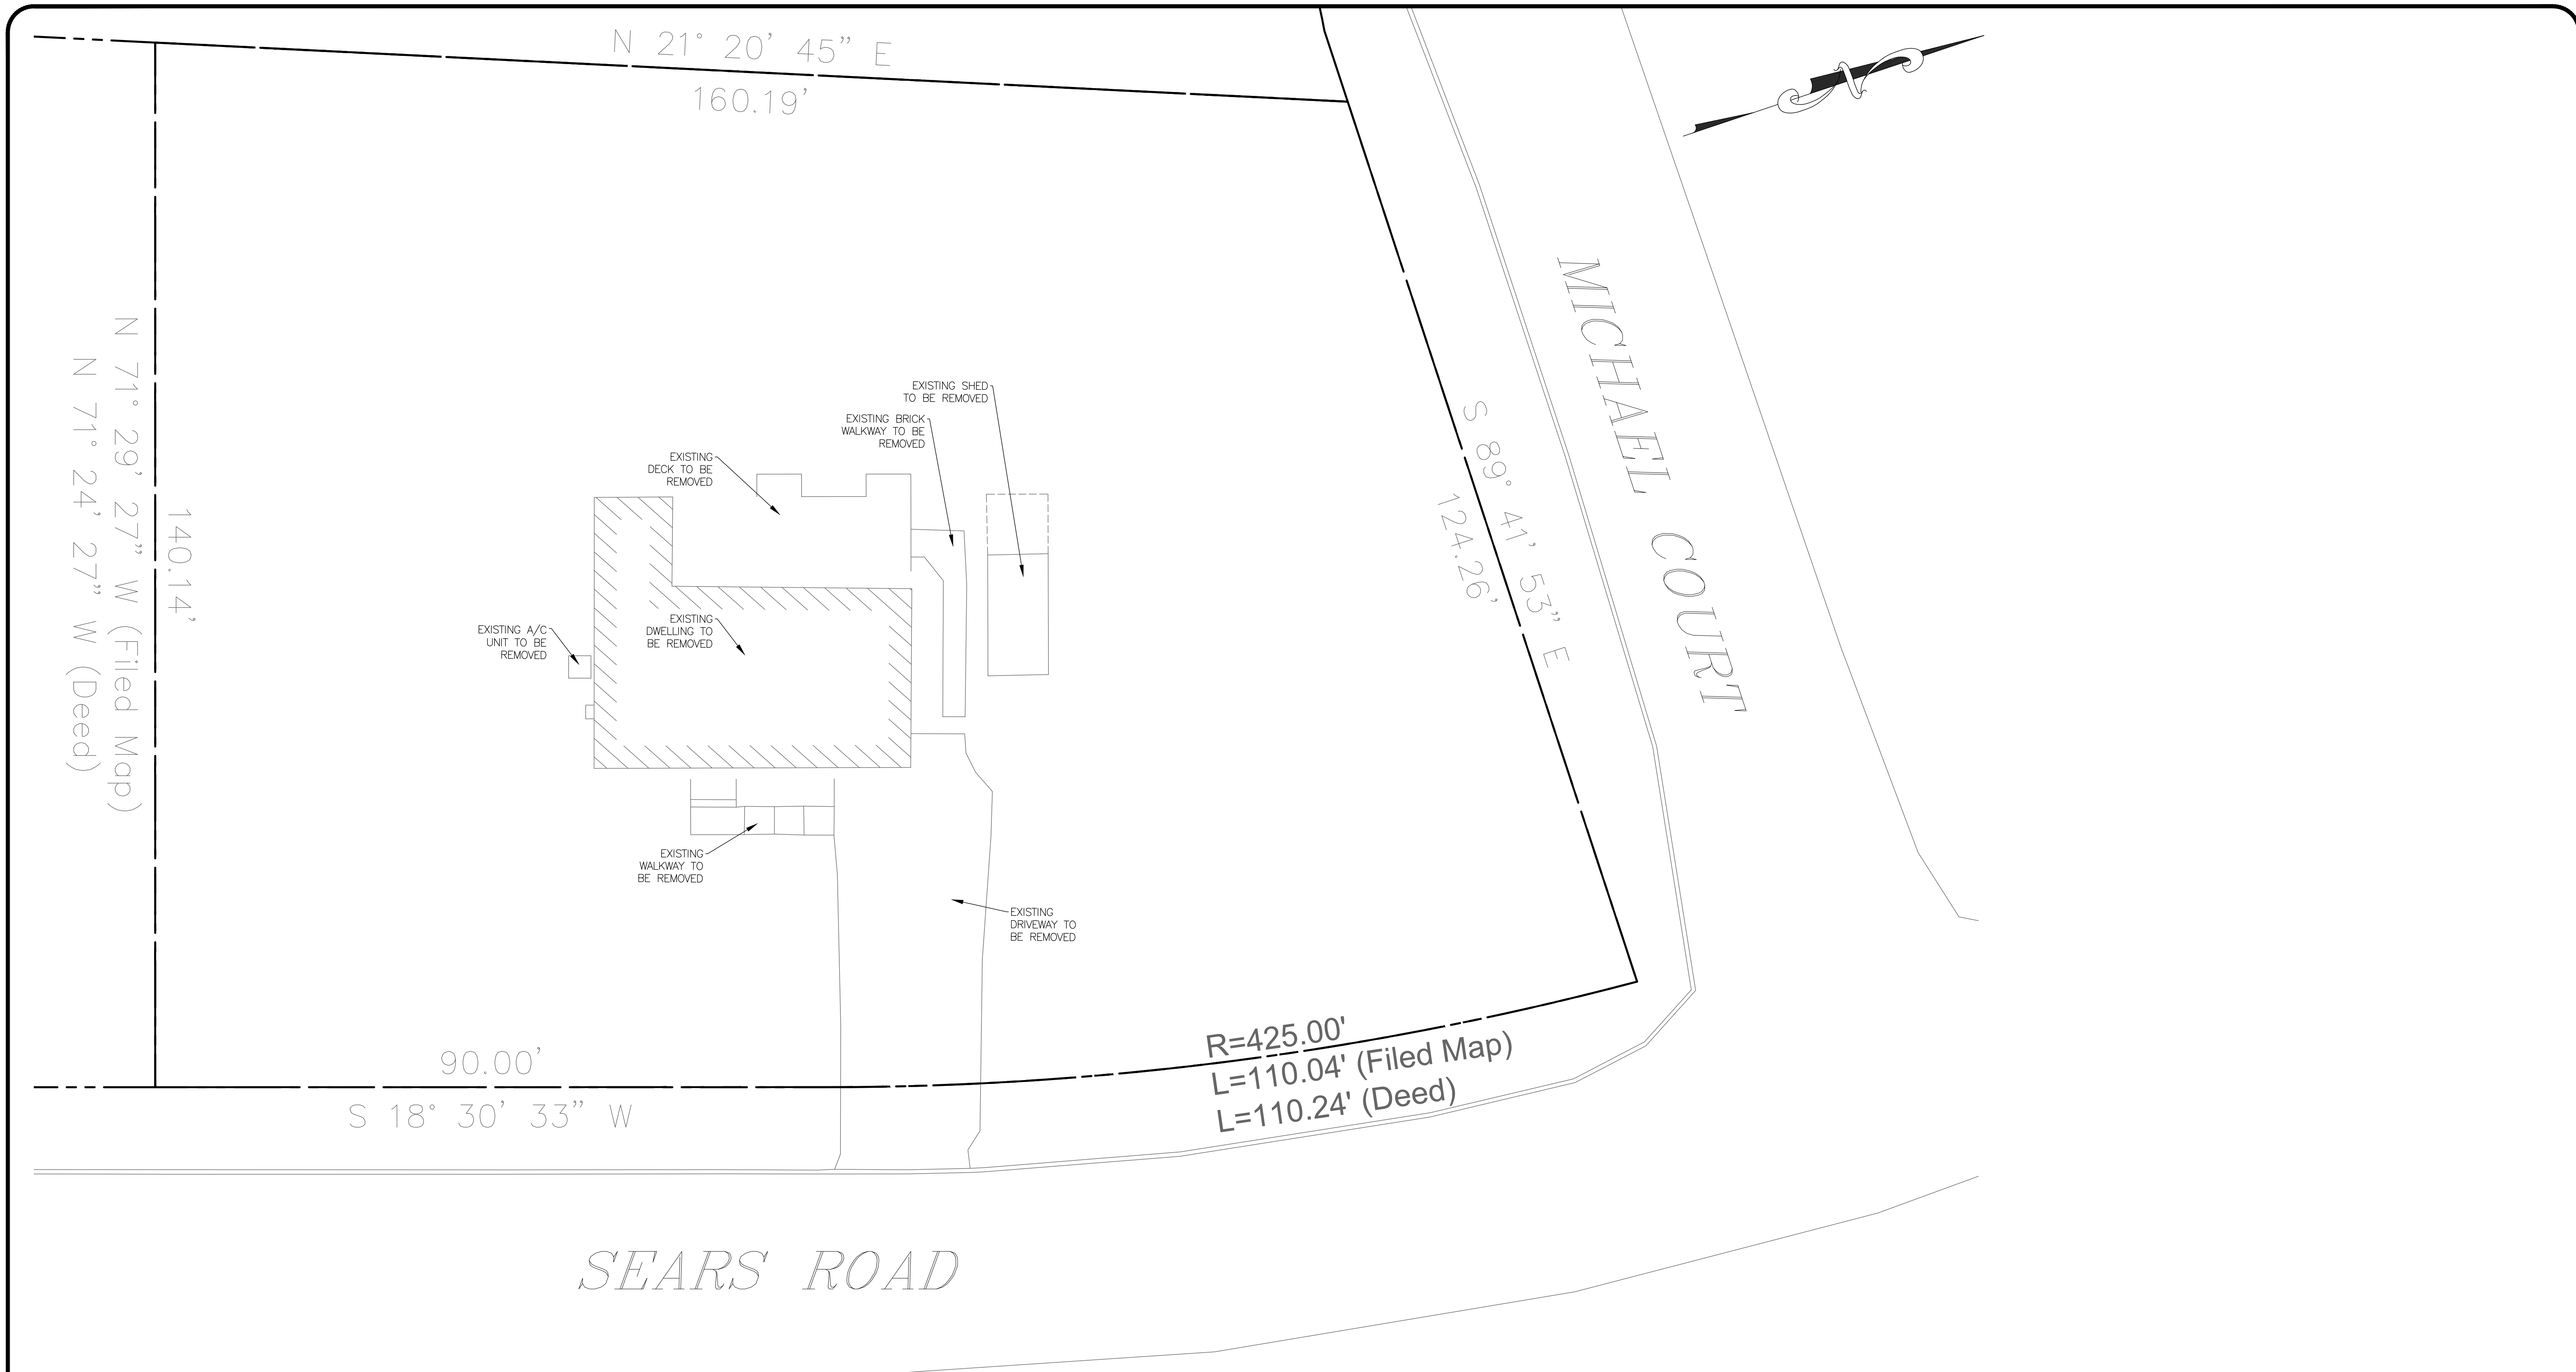 N 21° 20' 45" E
160.19'
N
MICHAEL COURT
S 89° 41' 53" E
124.26'
N 71° 29' 27" W (Filed Map)
N 71° 24' 27" W (Deed)
140.14'
EXISTING SHED
TO BE REMOVED
EXISTING BRICK
WALKWAY TO BE
REMOVED
EXISTING
DECK TO BE
REMOVED
EXISTING A/C
UNIT TO BE
REMOVED
EXISTING
DWELLING TO
BE REMOVED
EXISTING
WALKWAY TO
BE REMOVED
EXISTING
DRIVEWAY TO
BE REMOVED
90.00'
S 18° 30' 33" W
R=425.00'
L=110.04' (Filed Map)
L=110.24' (Deed)
SEARS ROAD